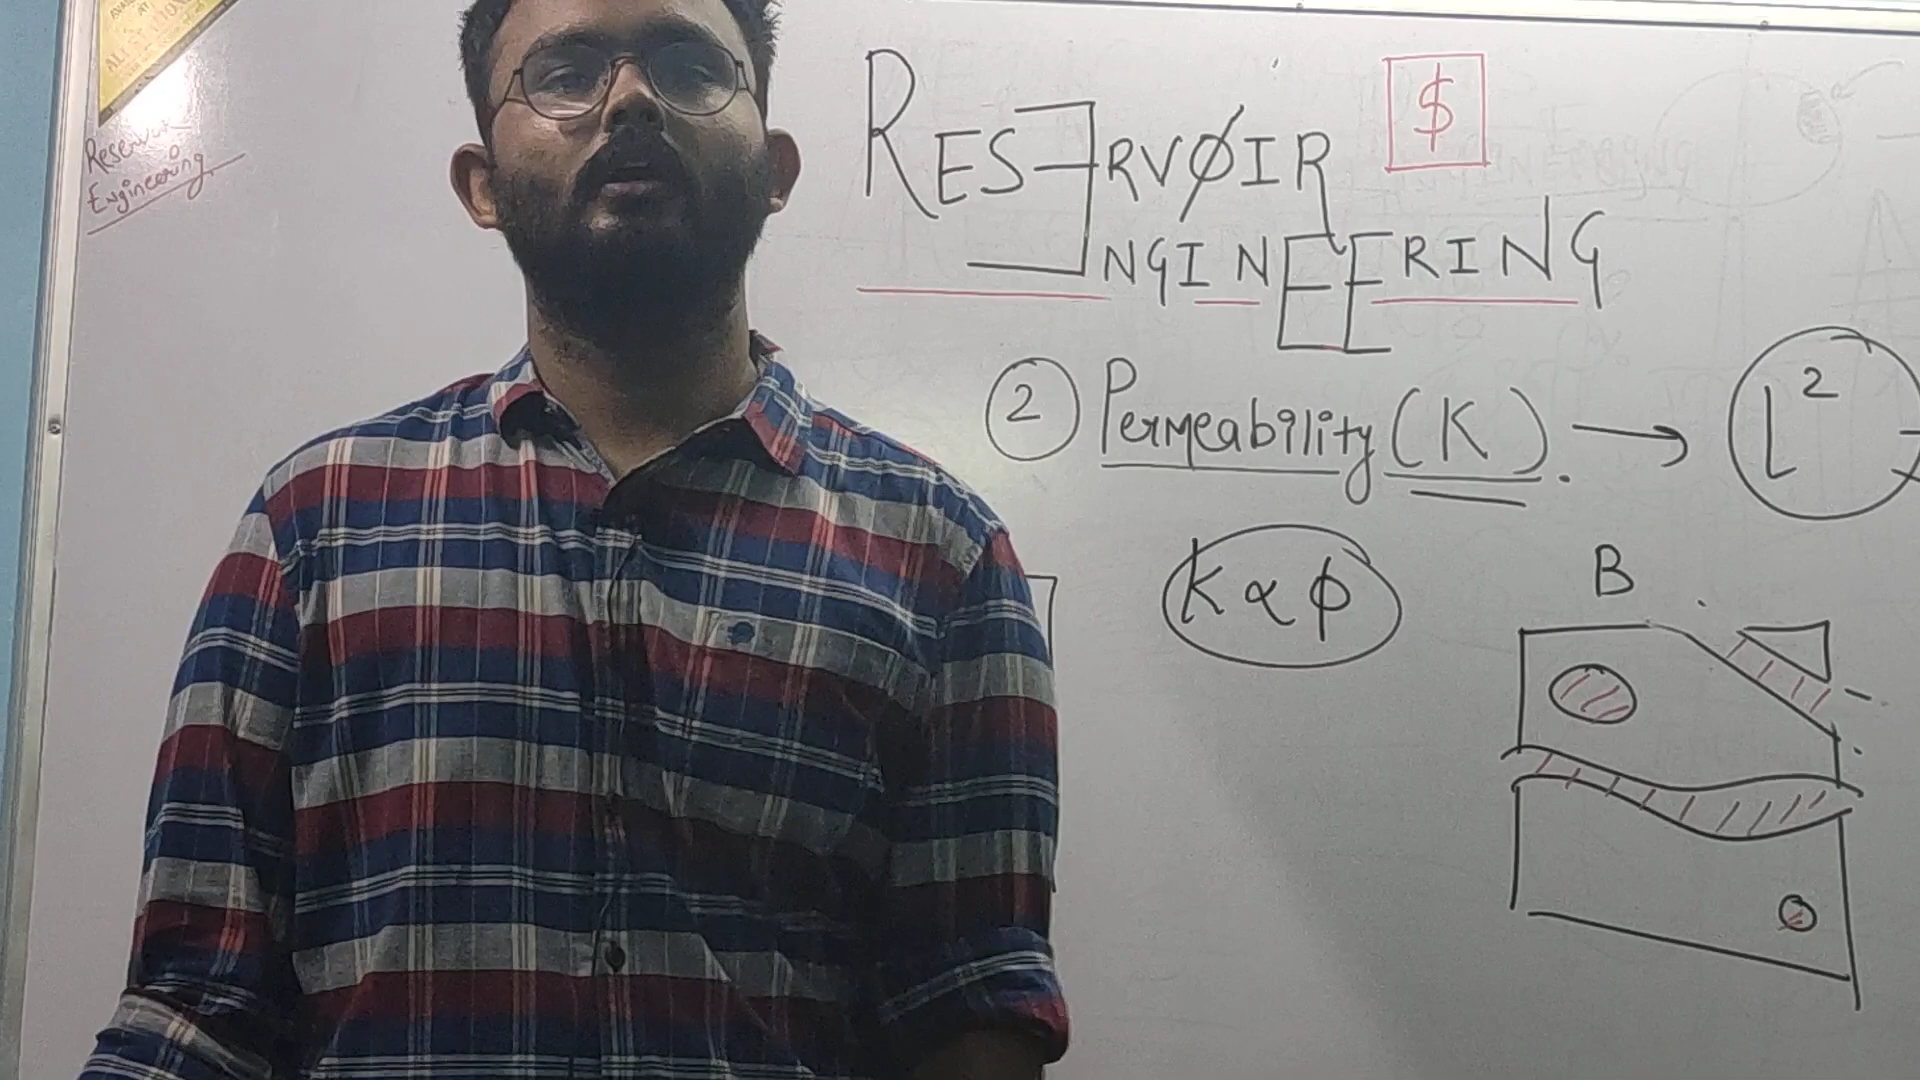 Reservoir
Engineering
RESERVOIR
$
ENGINEERING
2 Permeability (K). → L²
K ∝ φ
B